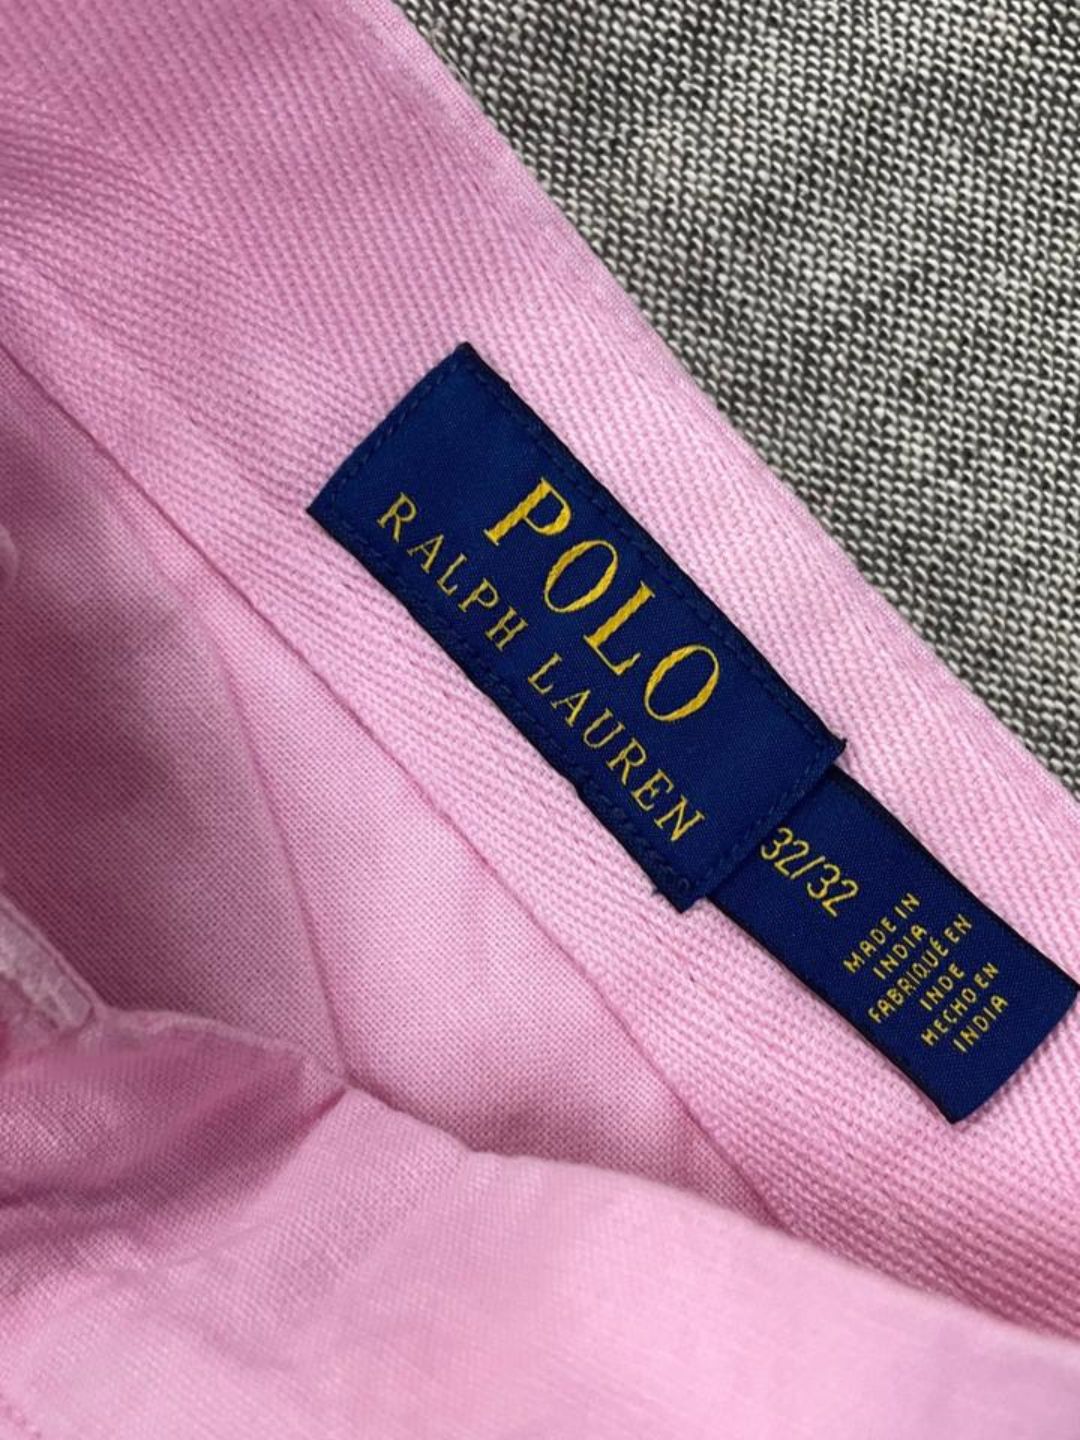 POLO
RALPH LAUREN
32/32
MADE IN
INDIA
FABRIQUÉ EN
INDE
HECHO EN
INDIA